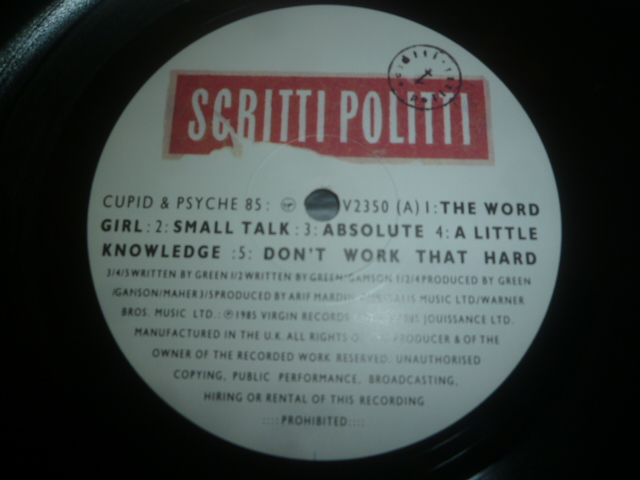 SCRITTI POLITTI
CUPID & PSYCHE 85: V2350 (A) 1: THE WORD
GIRL: 2: SMALL TALK: 3: ABSOLUTE 4: A LITTLE
KNOWLEDGE :5: DON'T WORK THAT HARD
3/4/5 WRITTEN BY GREEN 1/2 WRITTEN BY GREEN/GAMSON 1/2/4 PRODUCED BY GREEN
/GANSON/MAHER 3/5 PRODUCED BY ARIF MARDIN MUSIC LTD/WARNER
BROS. MUSIC LTD.: ℗ 1985 VIRGIN RECORDS 1985 JOUISSANCE LTD.
MANUFACTURED IN THE U.K. ALL RIGHTS PRODUCER & OF THE
OWNER OF THE RECORDED WORK RESERVED. UNAUTHORISED
COPYING, PUBLIC PERFORMANCE, BROADCASTING,
HIRING OR RENTAL OF THIS RECORDING
::::PROHIBITED::::